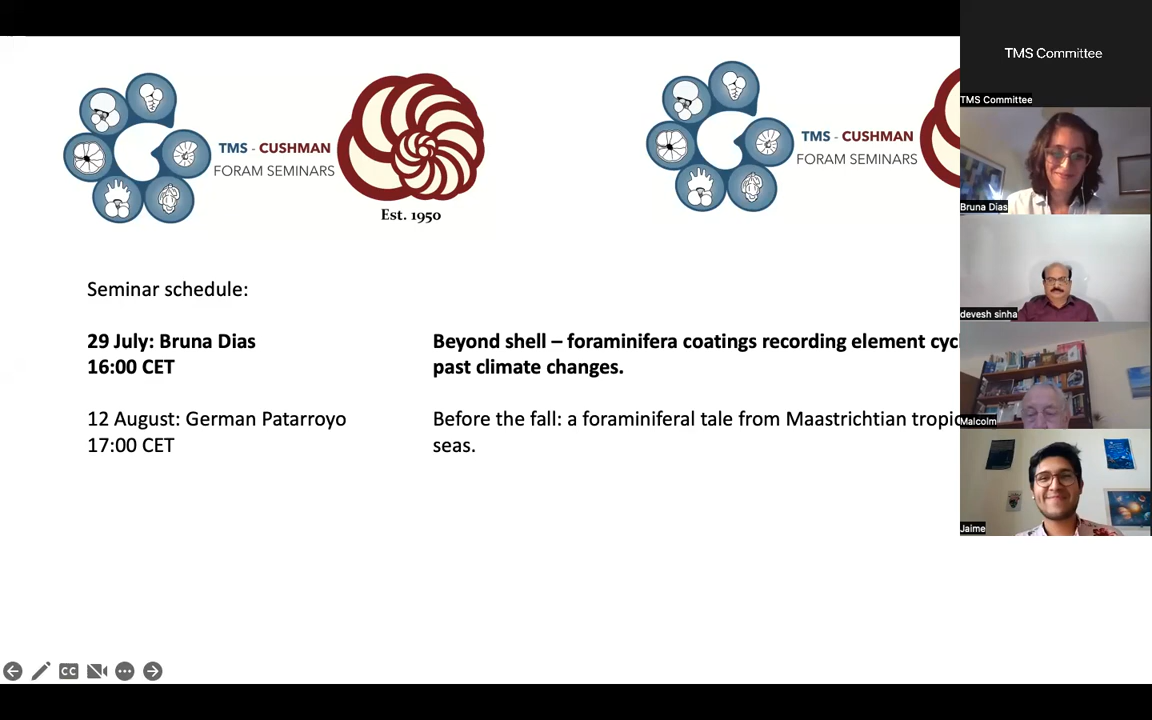 TMS Committee
TMS Committee
TMS - CUSHMAN
FORAM SEMINARS
Est. 1950
TMS - CUSHMAN
FORAM SEMINARS
Bruna Dias
devesh sinha
Malcolm
Jaime
Seminar schedule:
29 July: Bruna Dias
16:00 CET
Beyond shell – foraminifera coatings recording element cyc
past climate changes.
12 August: German Patarroyo
17:00 CET
Before the fall: a foraminiferal tale from Maastrichtian tropic
seas.
CC